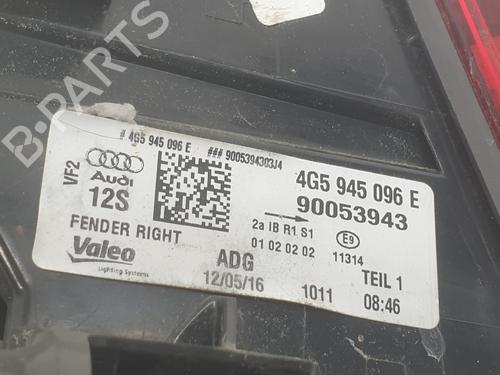 # 4G5 945 096 E
### 9005394303J4
4G5 945 096 E
90053943
VF2
Audi
12S
2a IB R1 S1
01 02 02 02
E9
11314
FENDER RIGHT
Valeo
Lighting Systems
ADG
12/05/16
1011
TEIL 1
08:46
B-PARTS